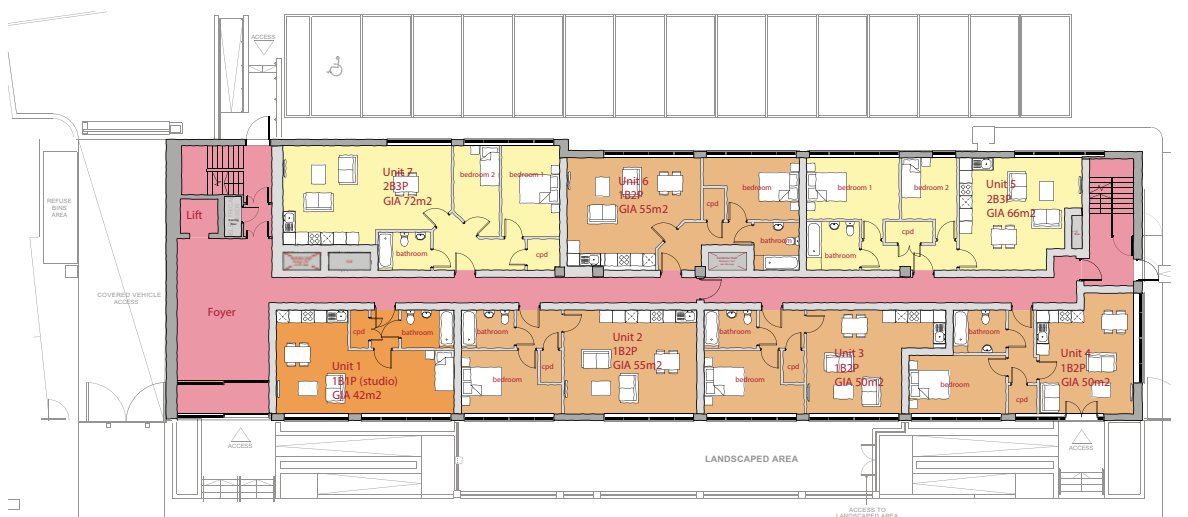 ACCESS
REFUSE
BINS
AREA
COVERED VEHICLE
ACCESS
Lift
Foyer
Unit 7
2B3P
GIA 72m2
bedroom 2
bedroom 1
bathroom
cpd
Unit 6
1B2P
GIA 55m2
bedroom
cpd
bathroom
bedroom 1
bedroom 2
Unit 5
2B3P
GIA 66m2
cpd
bathroom
cpd
bathroom
Unit 1
1B1P (studio)
GIA 42m2
bathroom
bedroom
cpd
Unit 2
1B2P
GIA 55m2
bathroom
bedroom
cpd
Unit 3
1B2P
GIA 50m2
bathroom
bedroom
cpd
Unit 4
1B2P
GIA 50m2
ACCESS
LANDSCAPED AREA
ACCESS
ACCESS TO
LANDSCAPED AREA